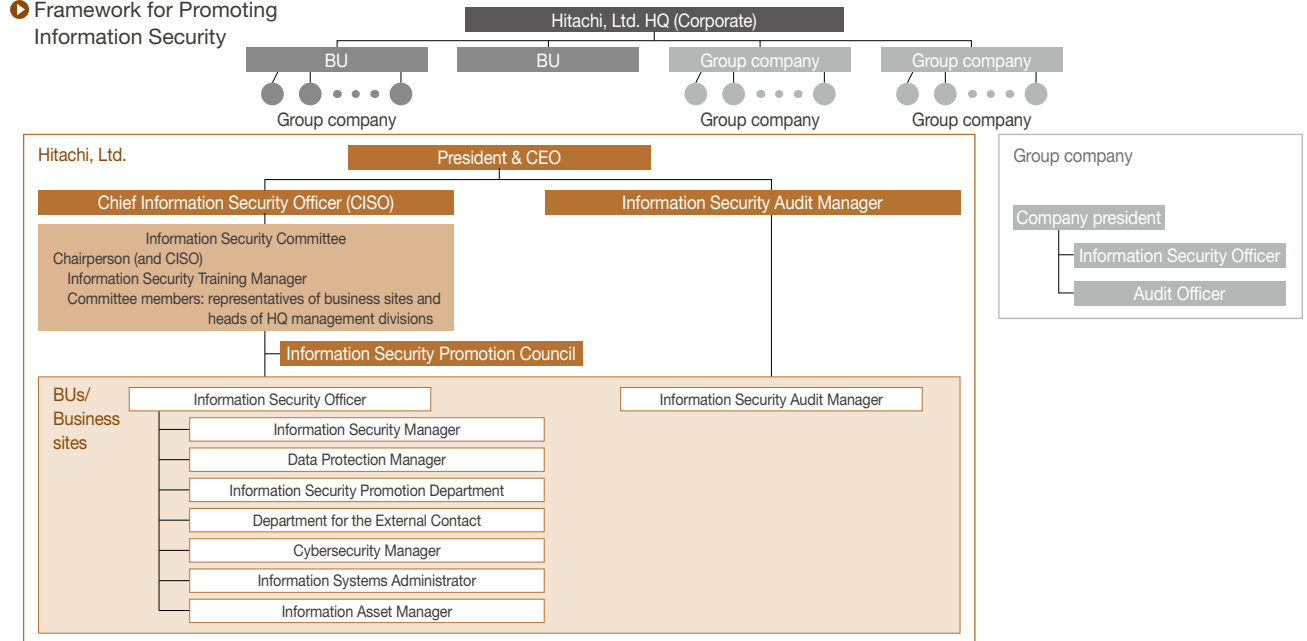 Framework for Promoting
Information Security
Hitachi, Ltd. HQ (Corporate)
BU
BU
Group company
Group company
Group company
Group company
Group company
Hitachi, Ltd.
President & CEO
Chief Information Security Officer (CISO)
Information Security Audit Manager
Information Security Committee
Chairperson (and CISO)
Information Security Training Manager
Committee members: representatives of business sites and
heads of HQ management divisions
Information Security Promotion Council
BUs/
Business
sites
Information Security Officer
Information Security Manager
Data Protection Manager
Information Security Promotion Department
Department for the External Contact
Cybersecurity Manager
Information Systems Administrator
Information Asset Manager
Information Security Audit Manager
Group company
Company president
Information Security Officer
Audit Officer